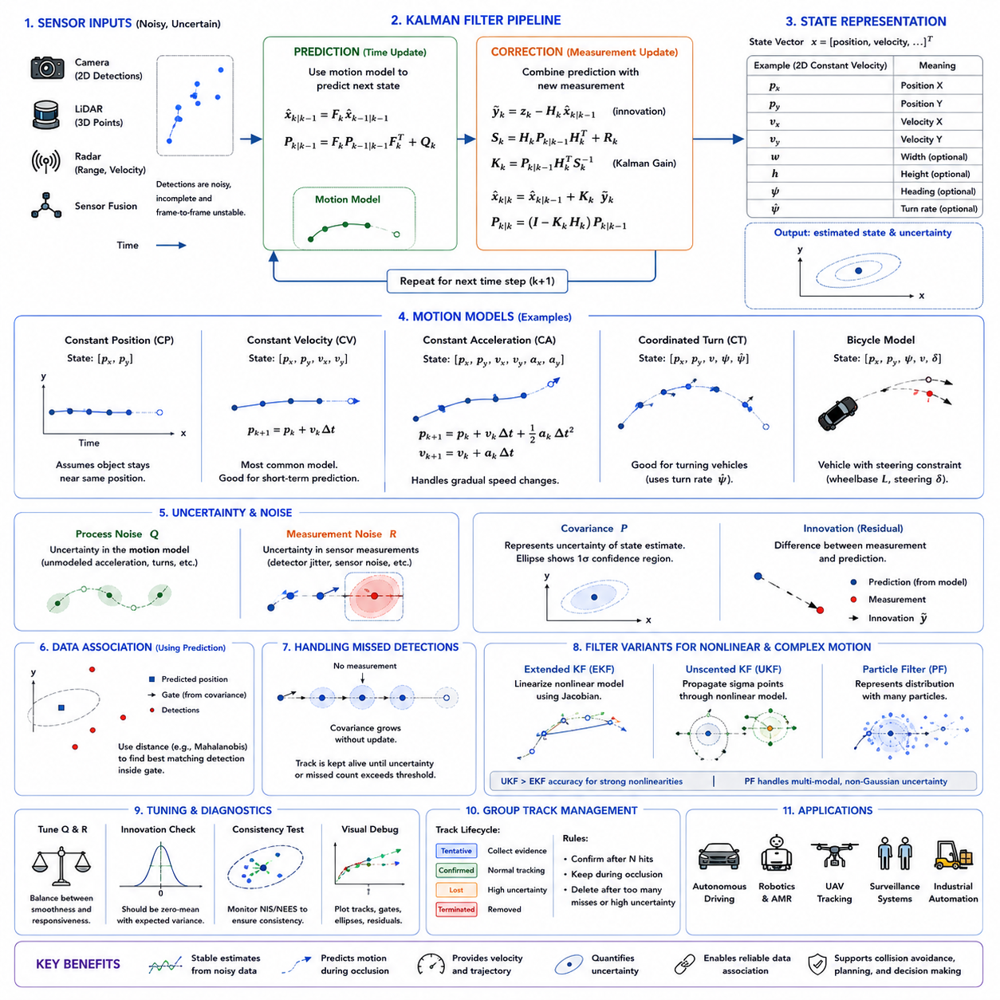 1. SENSOR INPUTS (Noisy, Uncertain)
Camera
(2D Detections)
LiDAR
(3D Points)
Radar
(Range, Velocity)
Sensor Fusion
Detections are noisy,
incomplete and
frame-to-frame unstable.
Time
2. KALMAN FILTER PIPELINE
PREDICTION (Time Update)
Use motion model to
predict next state
x̂ₖ|ₖ₋₁ = Fₖ x̂ₖ₋₁|ₖ₋₁
Pₖ|ₖ₋₁ = Fₖ Pₖ₋₁|ₖ₋₁ Fₖᵀ + Qₖ
Motion Model
CORRECTION (Measurement Update)
Combine prediction with
new measurement
ỹₖ = zₖ − Hₖ x̂ₖ|ₖ₋₁ (innovation)
Sₖ = Hₖ Pₖ|ₖ₋₁ Hₖᵀ + Rₖ
Kₖ = Pₖ|ₖ₋₁ Hₖᵀ Sₖ⁻¹ (Kalman Gain)
x̂ₖ|ₖ = x̂ₖ|ₖ₋₁ + Kₖ ỹₖ
Pₖ|ₖ = (I − Kₖ Hₖ) Pₖ|ₖ₋₁
Repeat for next time step (k+1)
3. STATE REPRESENTATION
State Vector x = [position, velocity, ...]ᵀ
Example (2D Constant Velocity) Meaning
pₓ Position X
p_y Position Y
vₓ Velocity X
v_y Velocity Y
w Width (optional)
h Height (optional)
ψ Heading (optional)
ψ̂ Turn rate (optional)
Output: estimated state & uncertainty
y
x
4. MOTION MODELS (Examples)
Constant Position (CP)
State: [pₓ, p_y]
y
x
Time
Assumes object stays
near same position.
Constant Velocity (CV)
State: [pₓ, p_y, vₓ, v_y]
pₖ₊₁ = pₖ + vₖ Δt
Most common model.
Good for short-term prediction.
Constant Acceleration (CA)
State: [pₓ, p_y, vₓ, v_y, aₓ, a_y]
pₖ₊₁ = pₖ + vₖ Δt + ½ aₖ Δt²
vₖ₊₁ = vₖ + aₖ Δt
Handles gradual speed changes.
Coordinated Turn (CT)
State: [pₓ, p_y, v, ψ, ψ̂]
Good for turning vehicles
(uses turn rate ψ̂).
Bicycle Model
State: [pₓ, p_y, ψ, v, δ]
Vehicle with steering constraint
(wheelbase L, steering δ).
5. UNCERTAINTY & NOISE
Process Noise Q
Uncertainty in the motion model
(unmodeled acceleration, turns, etc.)
Measurement Noise R
Uncertainty in sensor measurements
(detector jitter, sensor noise, etc.)
Covariance P
Represents uncertainty of state estimate.
Ellipse shows 1σ confidence region.
y
x
Innovation (Residual)
Difference between measurement
and prediction.
Prediction (from model)
Measurement
Innovation ỹ
6. DATA ASSOCIATION (Using Prediction)
y
Predicted position
Gate (from covariance)
Detections
Use distance (e.g., Mahalanobis)
to find best matching detection
inside gate.
7. HANDLING MISSED DETECTIONS
No measurement
Covariance grows
without update.
Track is kept alive until uncertainty
or missed count exceeds threshold.
8. FILTER VARIANTS FOR NONLINEAR & COMPLEX MOTION
Extended KF (EKF)
Linearize nonlinear model
using Jacobian.
Unscented KF (UKF)
Propagate sigma points
through nonlinear model.
Particle Filter (PF)
Represents distribution
with many particles.
UKF > EKF accuracy for strong nonlinearities | PF handles multi-modal, non-Gaussian uncertainty
9. TUNING & DIAGNOSTICS
Tune Q & R
Balance between
smoothness and
responsiveness.
Innovation Check
0
Should be zero-mean
with expected variance.
Consistency Test
Monitor NIS/NEES to
ensure consistency.
Visual Debug
Plot tracks, gates,
ellipses, residuals.
10. GROUP TRACK MANAGEMENT
Track Lifecycle:
Tentative Collect evidence
Confirmed Normal tracking
Lost High uncertainty
Terminated Removed
Rules:
• Confirm after N hits
• Keep during occlusion
• Delete after too many
misses or high uncertainty
11. APPLICATIONS
Autonomous
Driving
Robotics
& AMR
UAV
Tracking
Surveillance
Systems
Industrial
Automation
KEY BENEFITS
Stable estimates
from noisy data
Predicts motion
during occlusion
Provides velocity
and trajectory
Quantifies
uncertainty
Enables reliable data
association
Supports collision avoidance,
planning, and decision making